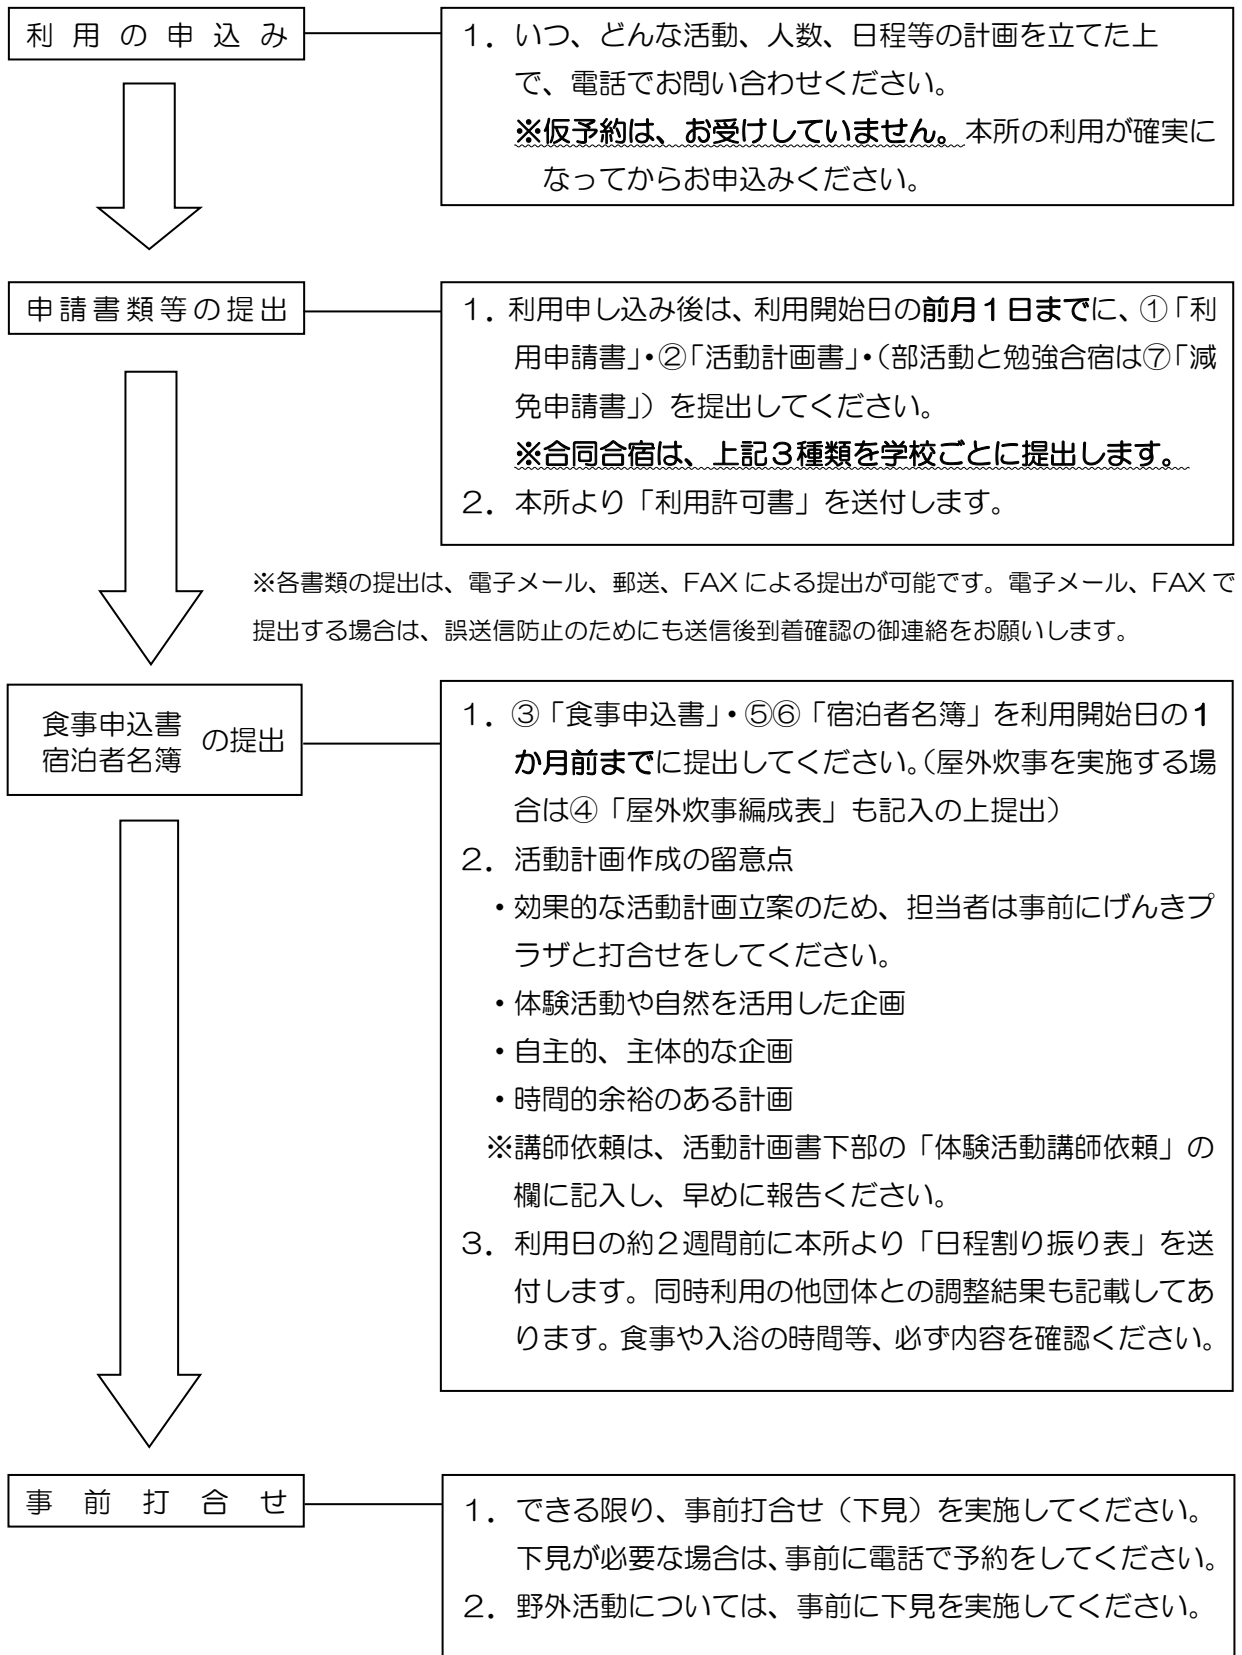 利用の申込み
1．いつ、どんな活動、人数、日程等の計画を立てた上
で、電話でお問い合わせください。
※仮予約は、お受けしていません。本所の利用が確実に
なってからお申込みください。
申請書類等の提出
1．利用申し込み後は、利用開始日の前月１日までに、①「利
用申請書」・②「活動計画書」・（部活動と勉強合宿は⑦「減
免申請書」）を提出してください。
※合同合宿は、上記３種類を学校ごとに提出します。
2．本所より「利用許可書」を送付します。
※各書類の提出は、電子メール、郵送、FAX による提出が可能です。電子メール、FAX で
提出する場合は、誤送信防止のためにも送信後到着確認の御連絡をお願いします。
食事申込書
宿泊者名簿 の提出
1．③「食事申込書」・⑤⑥「宿泊者名簿」を利用開始日の１
か月前までに提出してください。（屋外炊事を実施する場
合は④「屋外炊事編成表」も記入の上提出）
2．活動計画作成の留意点
・効果的な活動計画立案のため、担当者は事前にげんきプ
ラザと打合せをしてください。
・体験活動や自然を活用した企画
・自主的、主体的な企画
・時間的余裕のある計画
※講師依頼は、活動計画書下部の「体験活動講師依頼」の
欄に記入し、早めに報告ください。
3．利用日の約２週間前に本所より「日程割り振り表」を送
付します。同時利用の他団体との調整結果も記載してあ
ります。食事や入浴の時間等、必ず内容を確認ください。
事前打合せ
1．できる限り、事前打合せ（下見）を実施してください。
下見が必要な場合は、事前に電話で予約をしてください。
2．野外活動については、事前に下見を実施してください。